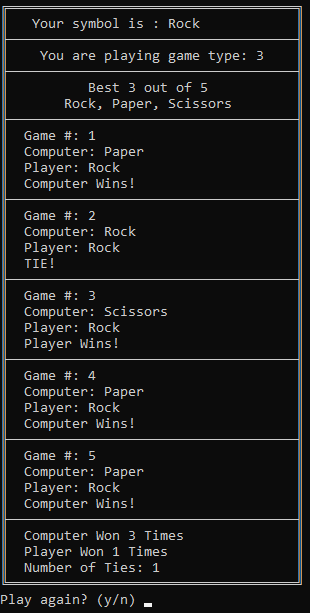 Your symbol is : Rock
You are playing game type: 3
Best 3 out of 5
Rock, Paper, Scissors
Game #: 1
Computer: Paper
Player: Rock
Computer Wins!
Game #: 2
Computer: Rock
Player: Rock
TIE!
Game #: 3
Computer: Scissors
Player: Rock
Player Wins!
Game #: 4
Computer: Paper
Player: Rock
Computer Wins!
Game #: 5
Computer: Paper
Player: Rock
Computer Wins!
Computer Won 3 Times
Player Won 1 Times
Number of Ties: 1
Play again? (y/n)